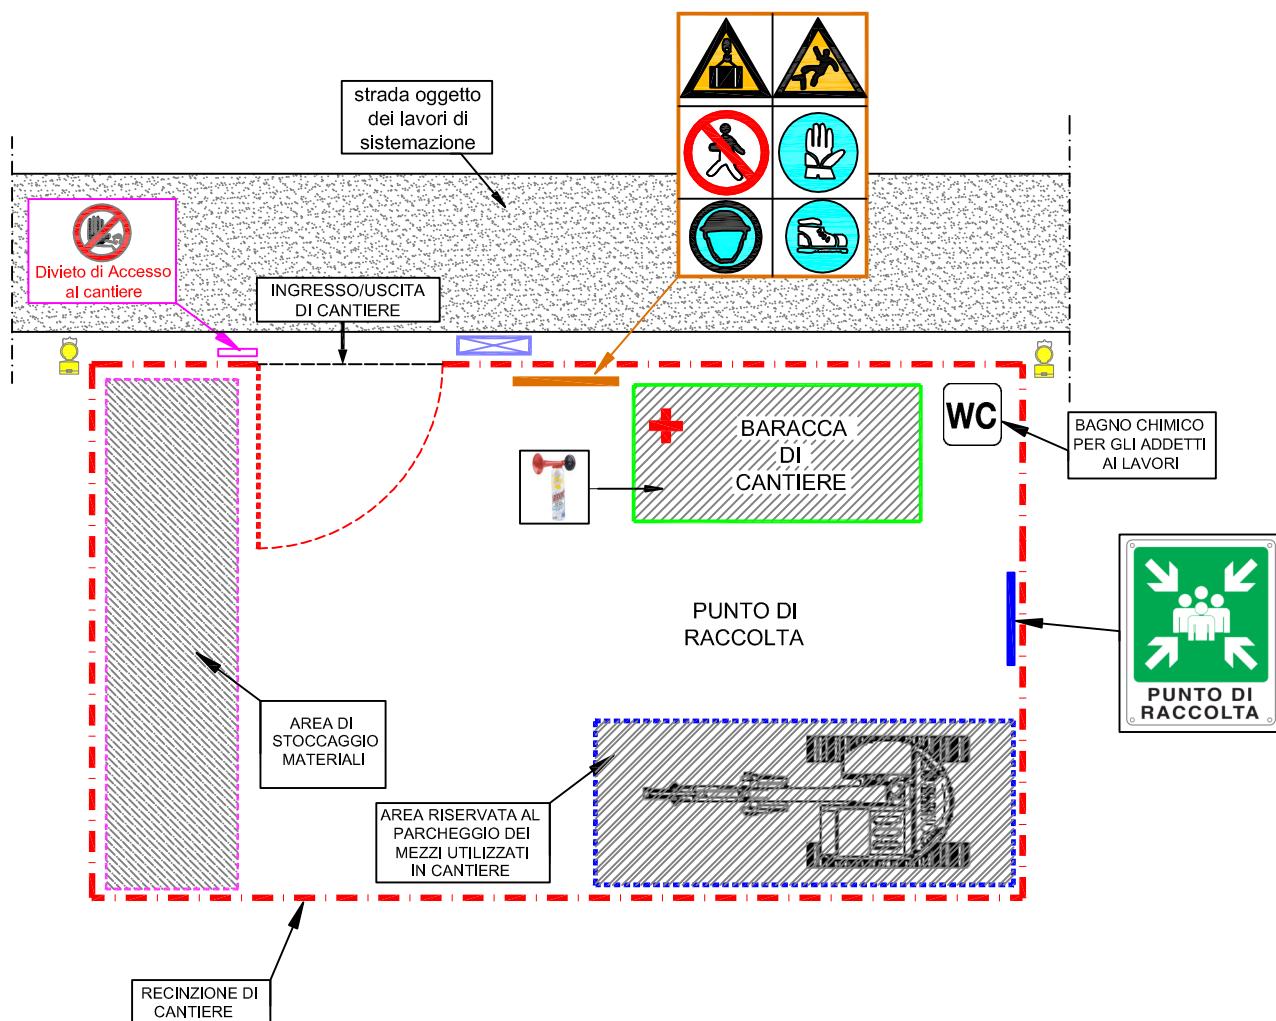 strada oggetto
dei lavori di
sistemazione
Divieto di Accesso
al cantiere
INGRESSO/USCITA
DI CANTIERE
BARACCA
DI
CANTIERE
WC
BAGNO CHIMICO
PER GLI ADDETTI
AI LAVORI
PUNTO DI
RACCOLTA
PUNTO DI
RACCOLTA
AREA DI
STOCCAGGIO
MATERIALI
AREA RISERVATA AL
PARCHEGGIO DEI
MEZZI UTILIZZATI
IN CANTIERE
RECINZIONE DI
CANTIERE